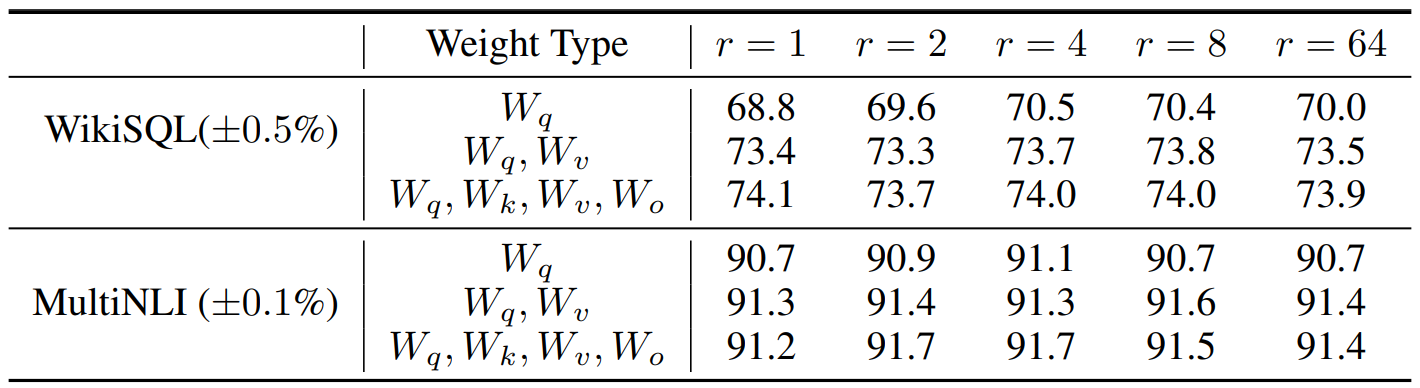 Weight Type r = 1 r = 2 r = 4 r = 8 r = 64
WikiSQL(±0.5%)
W_q 68.8 69.6 70.5 70.4 70.0
W_q, W_v 73.4 73.3 73.7 73.8 73.5
W_q, W_k, W_v, W_o 74.1 73.7 74.0 74.0 73.9
MultiNLI (±0.1%)
W_q 90.7 90.9 91.1 90.7 90.7
W_q, W_v 91.3 91.4 91.3 91.6 91.4
W_q, W_k, W_v, W_o 91.2 91.7 91.7 91.5 91.4